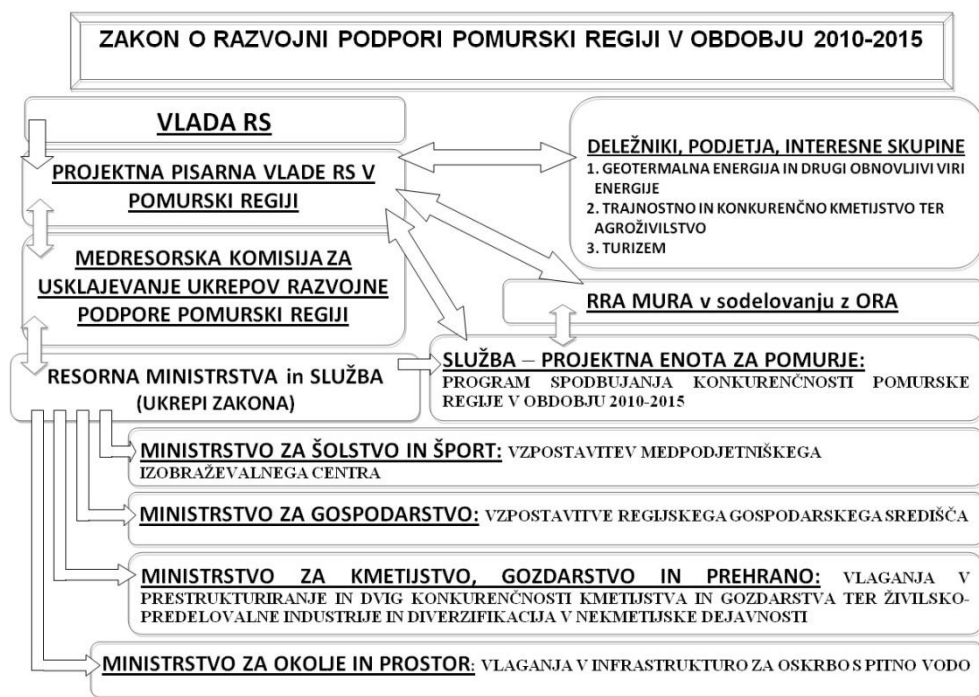 ZAKON O RAZVOJNI PODPORI POMURSKI REGIJI V OBDOBJU 2010-2015
VLADA RS
PROJEKTNA PISARNA VLADE RS V
POMURSKI REGIJI
MEDRESORSKA KOMISIJA ZA
USKLAJEVANJE UKREPOV RAZVOJNE
PODPORE POMURSKI REGIJI
RESORNA MINISTRSTVA in SLUŽBA
(UKREPI ZAKONA)
DELEŽNIKI, PODJETJA, INTERESNE SKUPINE
1. GEOTERMALNA ENERGIJA IN DRUGI OBNOVLJIVI VIRI
ENERGIJE
2. TRAJNOSTNO IN KONKURENČNO KMETIJSTVO TER
AGROŽIVILSTVO
3. TURIZEM
RRA MURA v sodelovanju z ORA
SLUŽBA – PROJEKTNA ENOTA ZA POMURJE:
PROGRAM SPODBUJANJA KONKURENČNOSTI POMURSKE
REGIJE V OBDOBJU 2010-2015
MINISTRSTVO ZA ŠOLSTVO IN ŠPORT: VZPOSTAVITEV MEDPODJETNIŠKEGA
IZOBRAŽEVALNEGA CENTRA
MINISTRSTVO ZA GOSPODARSTVO: VZPOSTAVITVE REGIJSKEGA GOSPODARSKEGA SREDIŠČA
MINISTRSTVO ZA KMETIJSTVO, GOZDARSTVO IN PREHRANO: VLAGANJA V
PRESTRUKTURIRANJE IN DVIG KONKURENČNOSTI KMETIJSTVA IN GOZDARSTVA TER ŽIVILSKO-
PREDELOVALNE INDUSTRIJE IN DIVERZIFIKACIJA V NEKMETIJSKE DEJAVNOSTI
MINISTRSTVO ZA OKOLJE IN PROSTOR: VLAGANJA V INFRASTRUKTURO ZA OSKRBO S PITNO VODO